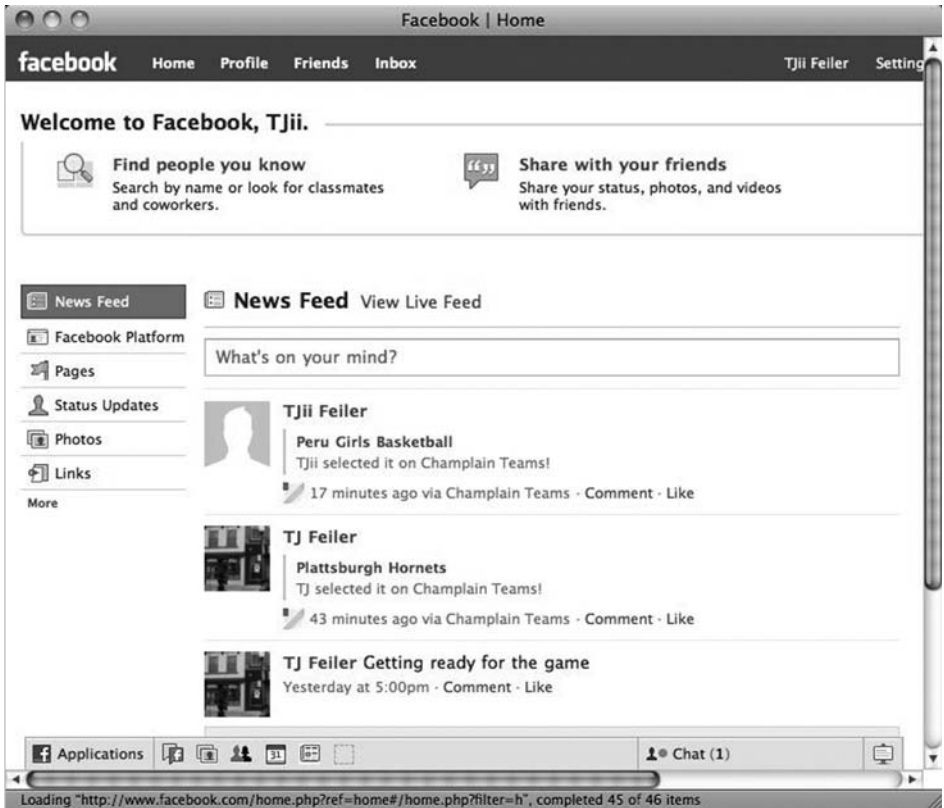 Facebook | Home
facebook Home Profile Friends Inbox TJii Feiler Setting
Welcome to Facebook, TJii.
Find people you know
Search by name or look for classmates
and coworkers.
Share with your friends
Share your status, photos, and videos
with friends.
News Feed
Facebook Platform
Pages
Status Updates
Photos
Links
More
News Feed View Live Feed
What's on your mind?
TJii Feiler
Peru Girls Basketball
TJii selected it on Champlain Teams!
17 minutes ago via Champlain Teams · Comment · Like
TJ Feiler
Plattsburgh Hornets
TJ selected it on Champlain Teams!
43 minutes ago via Champlain Teams · Comment · Like
TJ Feiler Getting ready for the game
Yesterday at 5:00pm · Comment · Like
Applications 31 Chat (1)
Loading "http://www.facebook.com/home.php?ref=home#/home.php?filter=h", completed 45 of 46 items